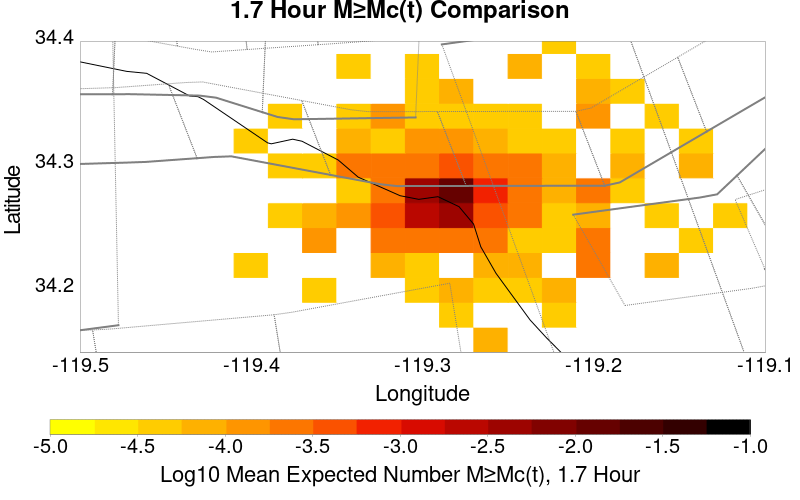 1.7 Hour M≥Mc(t) Comparison
34.4
34.3
34.2
Latitude
-119.5 -119.4 -119.3 -119.2 -119.1
Longitude
-5.0 -4.5 -4.0 -3.5 -3.0 -2.5 -2.0 -1.5 -1.0
Log10 Mean Expected Number M≥Mc(t), 1.7 Hour